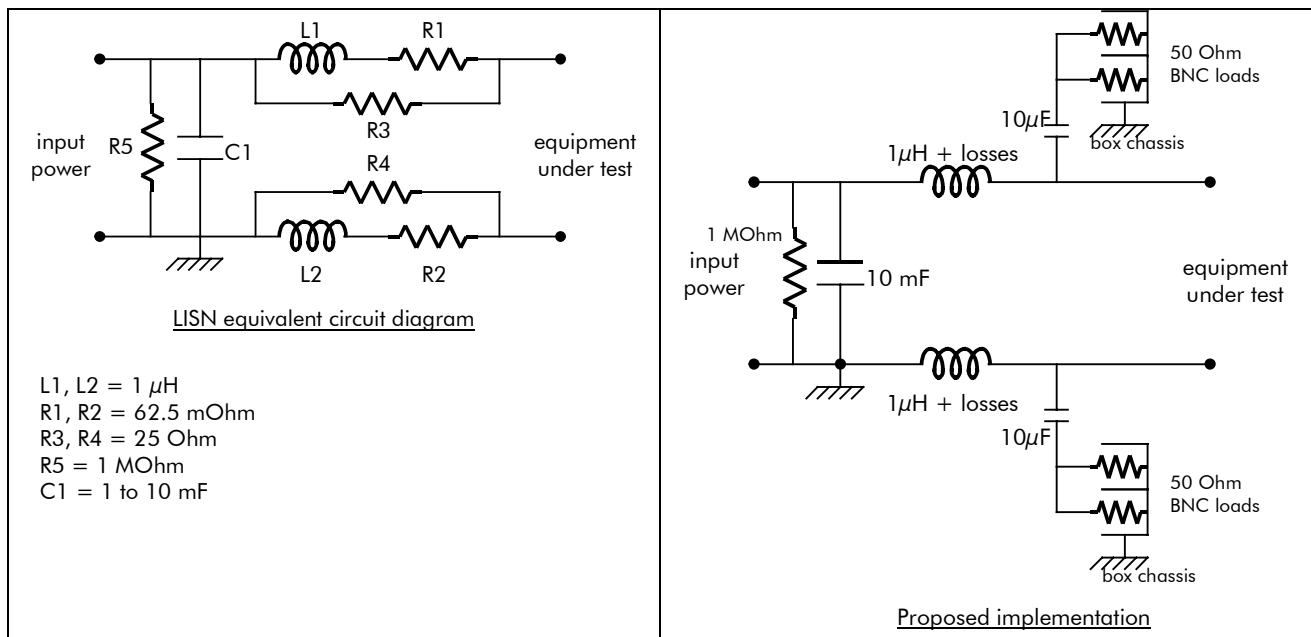 L1
R1
R3
input
power
R5
C1
equipment
under test
R4
L2
R2
LISN equivalent circuit diagram
L1, L2 = 1 µH
R1, R2 = 62.5 mOhm
R3, R4 = 25 Ohm
R5 = 1 MOhm
C1 = 1 to 10 mF
50 Ohm
BNC loads
10µF
box chassis
1µH + losses
1 MOhm
input
power
10 mF
equipment
under test
1µH + losses
10µF
50 Ohm
BNC loads
box chassis
Proposed implementation